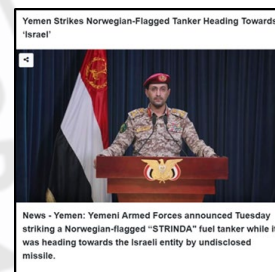 Yemen Strikes Norwegian-Flagged Tanker Heading Towards
‘Israel’
News - Yemen: Yemeni Armed Forces announced Tuesday
striking a Norwegian-flagged “STRINDA” fuel tanker while
was heading towards the Israeli entity by undisclosed
missile.